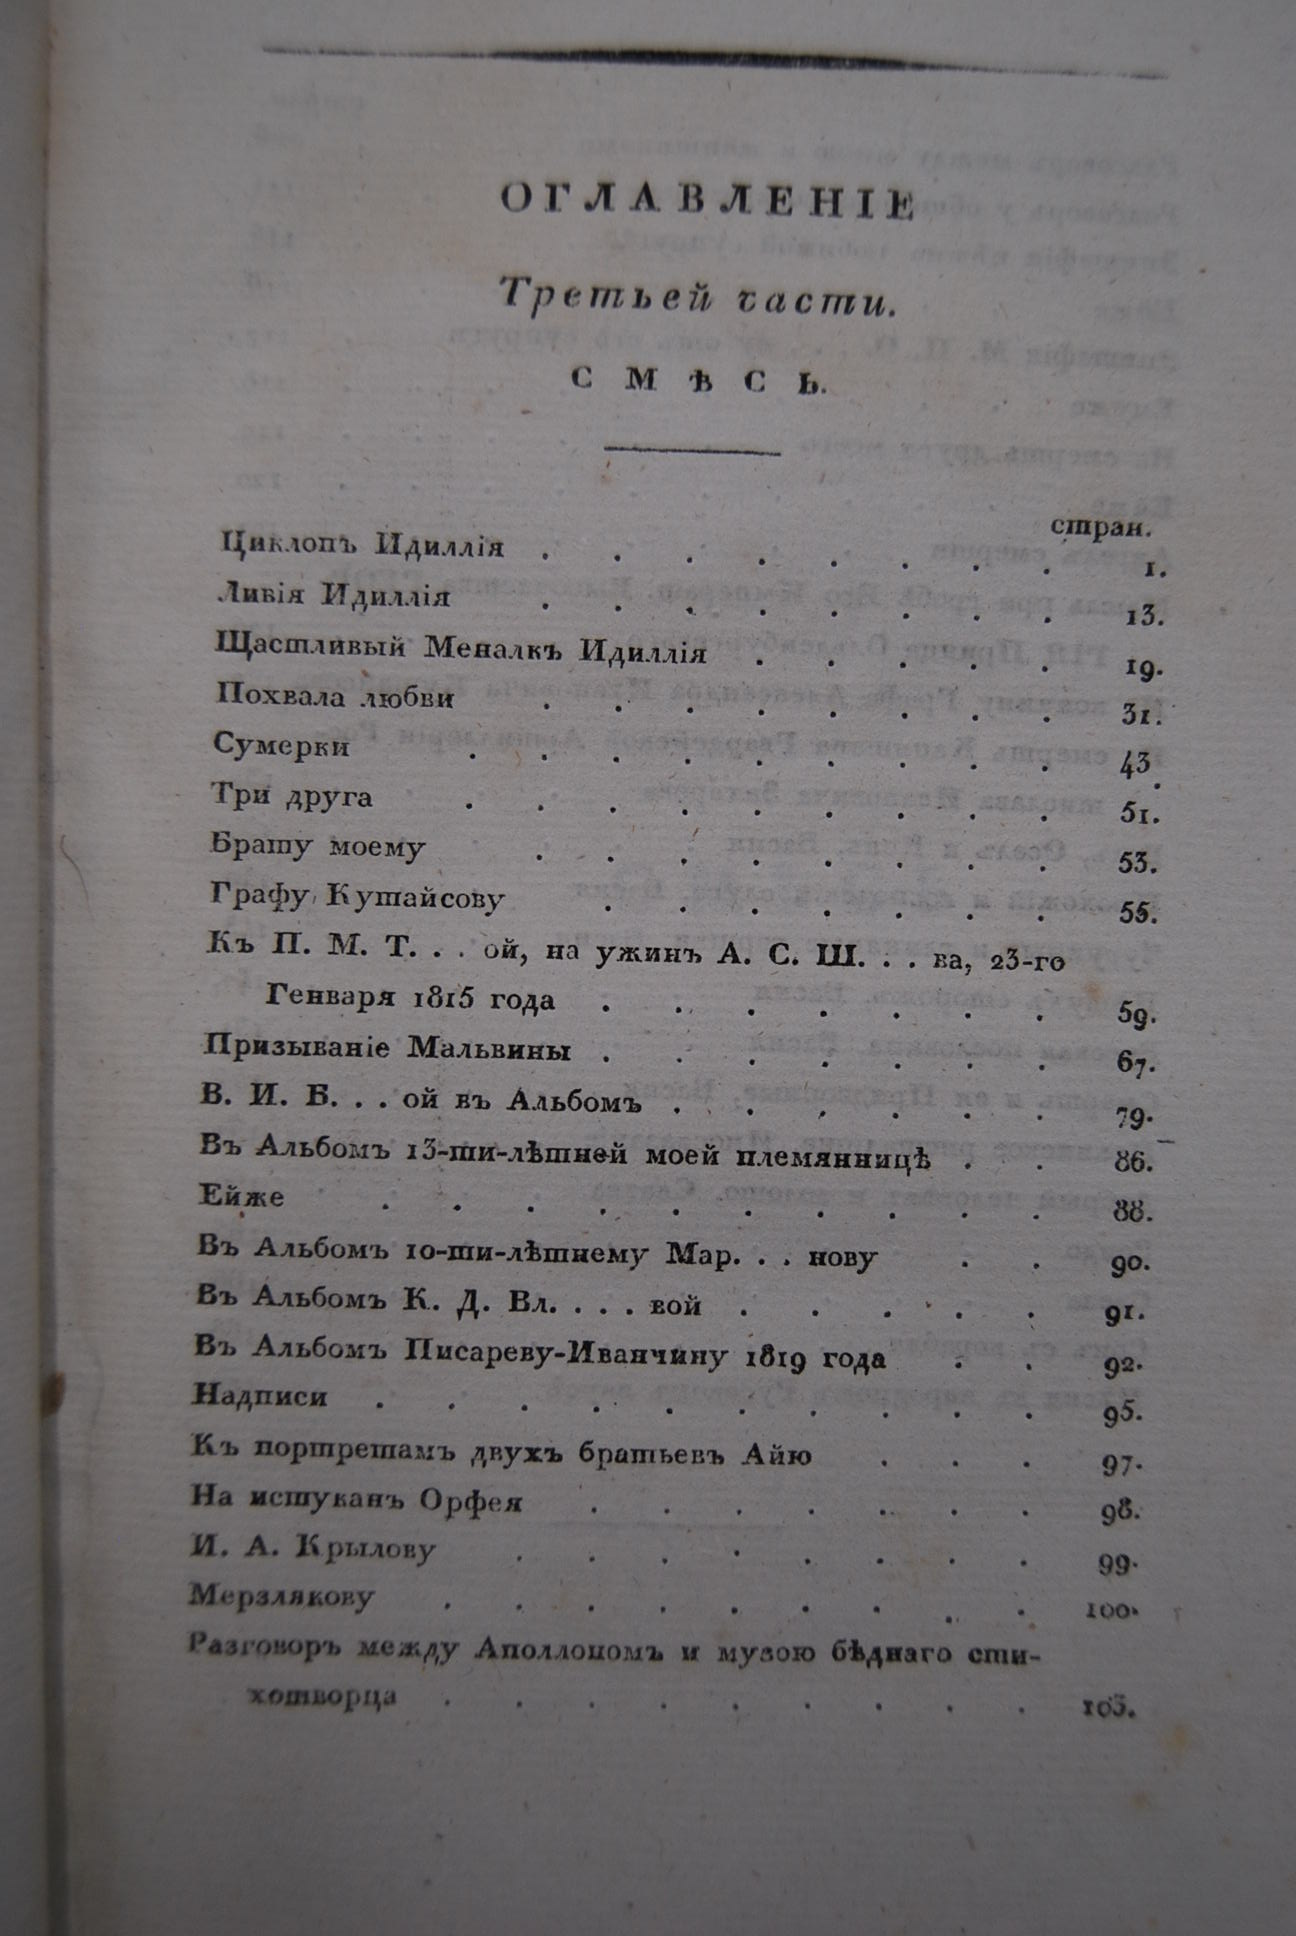 ОГЛАВЛЕНІЕ
Третьей части.
СМѢСЬ.
стран.
Циклопъ Идиллія . . . . . . . . 1.
Ливія Идиллія . . . . . . . . 13.
Щастливый Меналкъ Идиллія . . . . . 19.
Похвала любви . . . . . . . . 31.
Сумерки . . . . . . . . . 43.
Три друга . . . . . . . . . 51.
Брату моему . . . . . . . . 53.
Графу Кутайсову . . . . . . . 55.
Къ П. М. Т. . . ой, на ужинъ А. С. Ш. . . ва, 23-го
Генваря 1815 года . . . . . . . 59.
Призываніе Мальвины . . . . . . . 67.
В. И. Б. . . ой въ Альбомъ . . . . . . 79.
Въ Альбомъ 13-ти-лѣтней моей племянницѣ . . 86.
Ейже . . . . . . . . . . 88.
Въ Альбомъ 10-ти-лѣтнему Мар. . . нову . . 90.
Въ Альбомъ К. Д. Вл. . . . вой . . . . . 91.
Въ Альбомъ Писареву-Иванчину 1819 года . . 92.
Надписи . . . . . . . . . . 95.
Къ портретамъ двухъ братьевъ Айю . . . 97.
На истуканъ Орфея . . . . . . . 98.
И. А. Крылову . . . . . . . . 99.
Мерзлякову . . . . . . . . . 100.
Разговоръ между Аполлономъ и музою бѣднаго сти-
хотворца . . . . . . . . . 103.